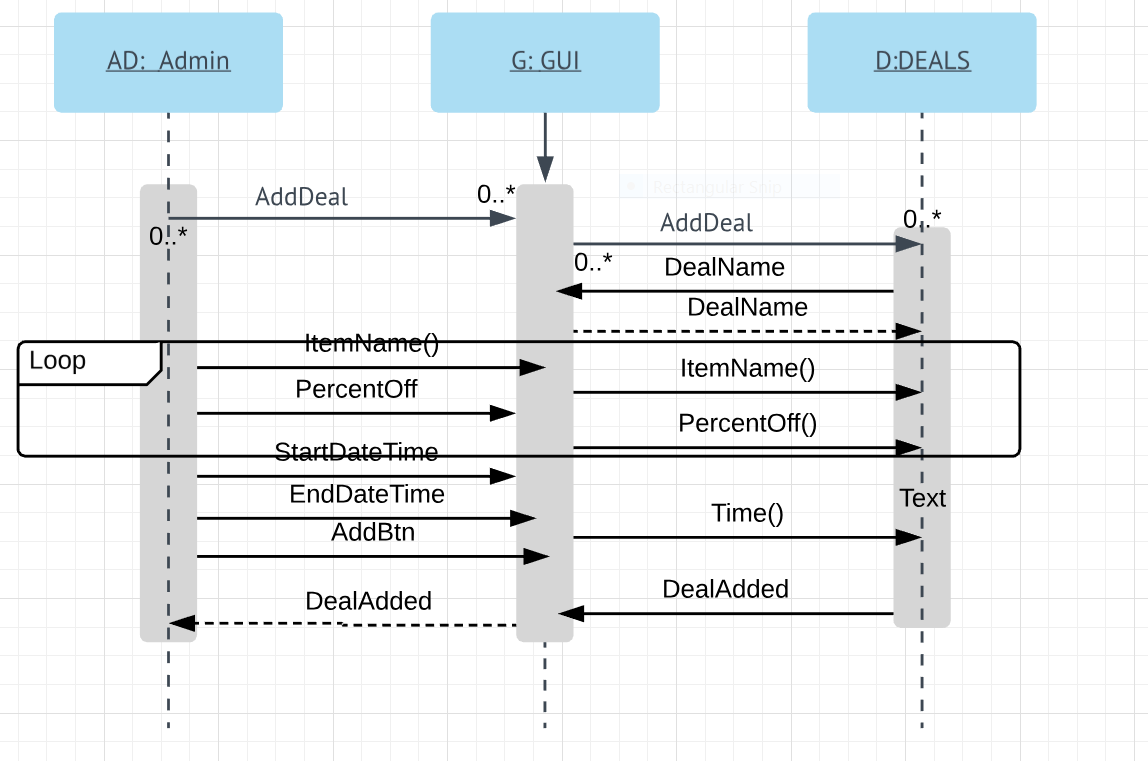 AD: Admin
G: GUI
D:DEALS
Rectangular Snip
AddDeal
0..*
0..*
AddDeal
0..*
0..*
DealName
DealName
Loop
ItemName()
ItemName()
PercentOff
PercentOff()
StartDateTime
EndDateTime
Text
Time()
AddBtn
DealAdded
DealAdded